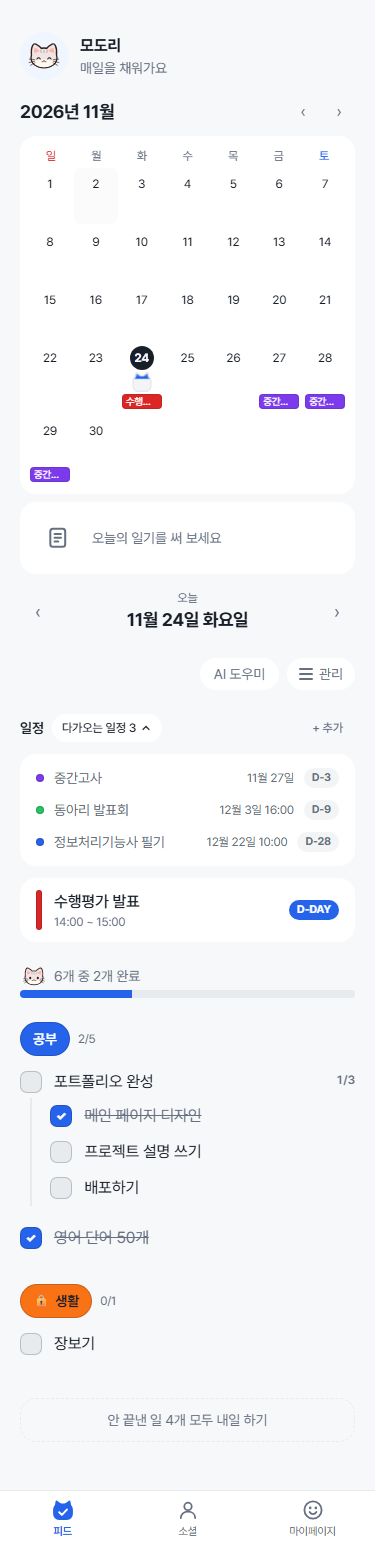 모도리
매일을 채워가요
2026년 11월
‹ ›
일 월 화 수 목 금 토
1 2 3 4 5 6 7
8 9 10 11 12 13 14
15 16 17 18 19 20 21
22 23 24 25 26 27 28
수행... 중간... 중간...
29 30
중간...
오늘의 일기를 써 보세요
오늘
‹ 11월 24일 화요일 ›
AI 도우미 관리
일정 다가오는 일정 3 + 추가
중간고사 11월 27일 D-3
동아리 발표회 12월 3일 16:00 D-9
정보처리기능사 필기 12월 22일 10:00 D-28
수행평가 발표 D-DAY
14:00 ~ 15:00
6개 중 2개 완료
공부 2/5
포트폴리오 완성 1/3
메인 페이지 디자인
프로젝트 설명 쓰기
배포하기
영어 단어 50개
생활 0/1
장보기
안 끝낸 일 4개 모두 내일 하기
피드 소셜 마이페이지